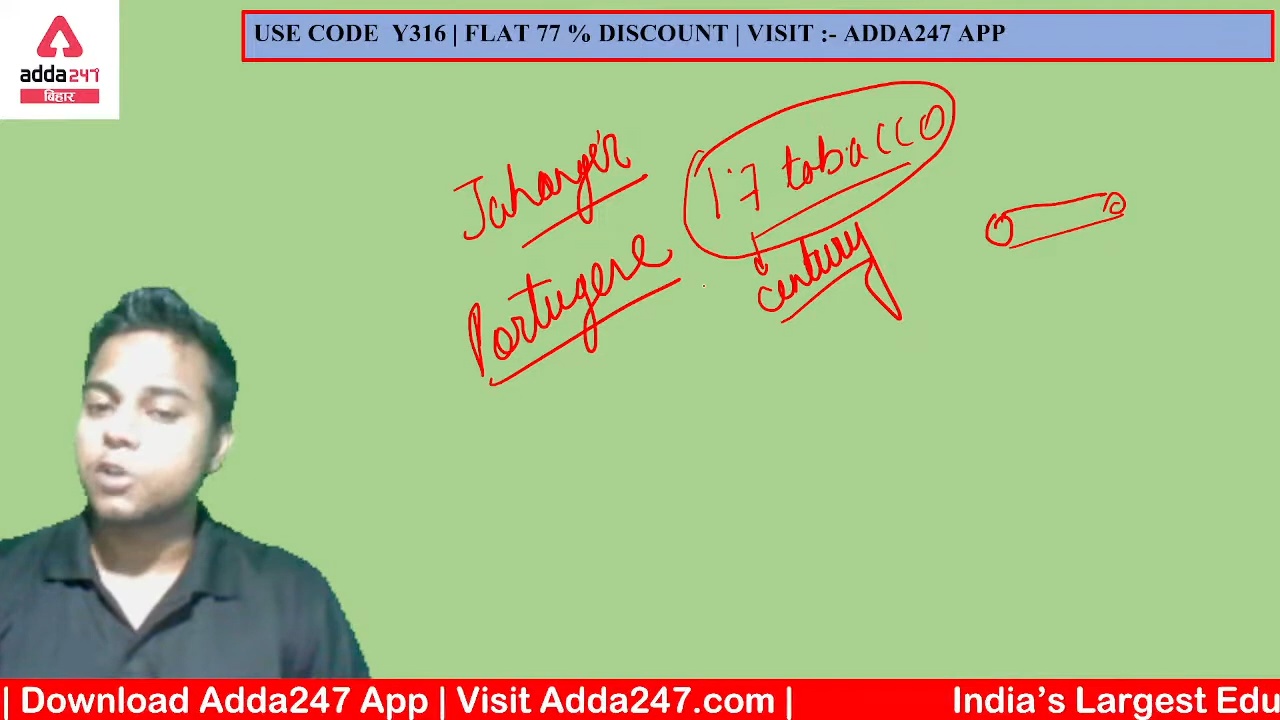 USE CODE Y316 | FLAT 77 % DISCOUNT | VISIT :- ADDA247 APP
adda247
बिहार
Jahangir
17 tobacco
century
Portugese
| Download Adda247 App | Visit Adda247.com | India's Largest Edu